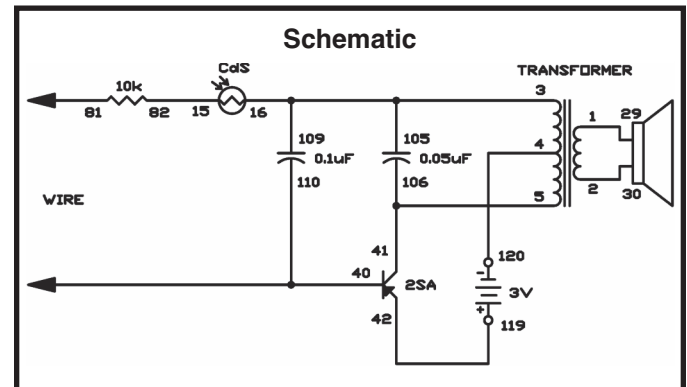 Schematic
CdS
TRANSFORMER
10k
3
81 82 15 16
1 29
109 105
4
0.1uF 0.05uF
110 106
5
2 30
WIRE
41
120
40 2SA
-
3V
+
42
119